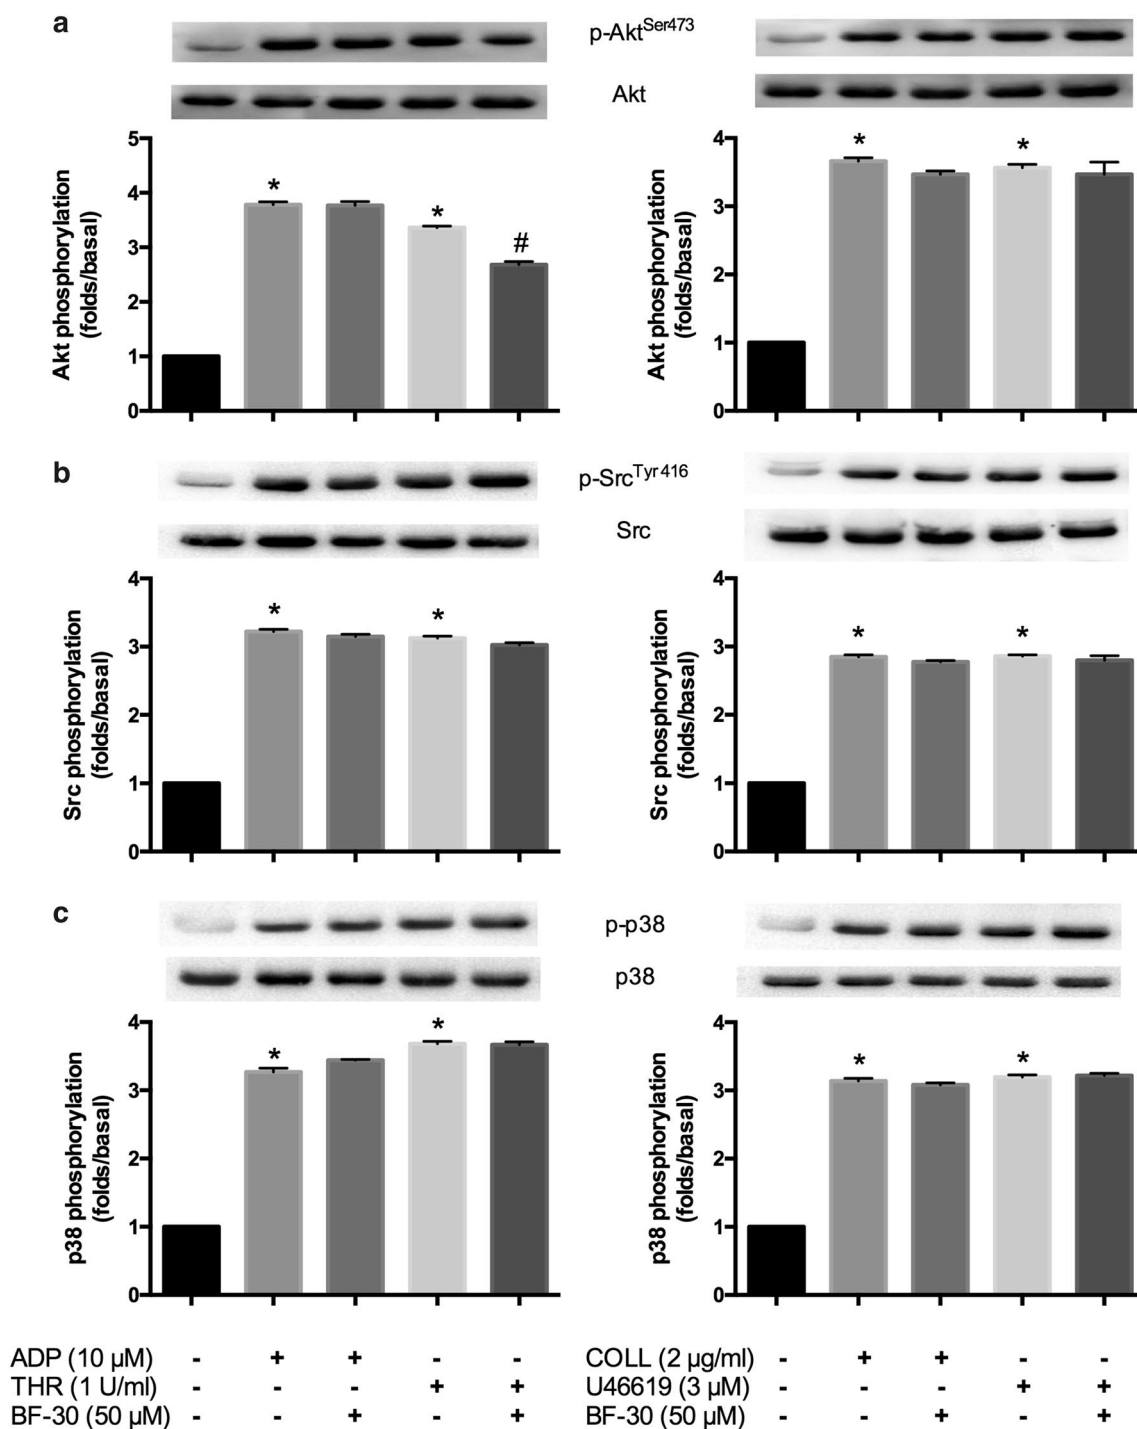 a
p-Akt^Ser473
Akt
Akt phosphorylation
(folds/basal)
5
4
3
2
1
0
*
*
#
Akt phosphorylation
(folds/basal)
4
3
2
1
0
*
*
b
p-Src^Tyr 416
Src
Src phosphorylation
(folds/basal)
4
3
2
1
0
*
*
Src phosphorylation
(folds/basal)
4
3
2
1
0
*
*
c
p-p38
p38
p38 phosphorylation
(folds/basal)
4
3
2
1
0
*
*
p38 phosphorylation
(folds/basal)
4
3
2
1
0
*
*
ADP (10 µM) - + + - -
THR (1 U/ml) - - - + +
BF-30 (50 µM) - - + - +
COLL (2 µg/ml) - + + - -
U46619 (3 µM) - - - + +
BF-30 (50 µM) - - + - +